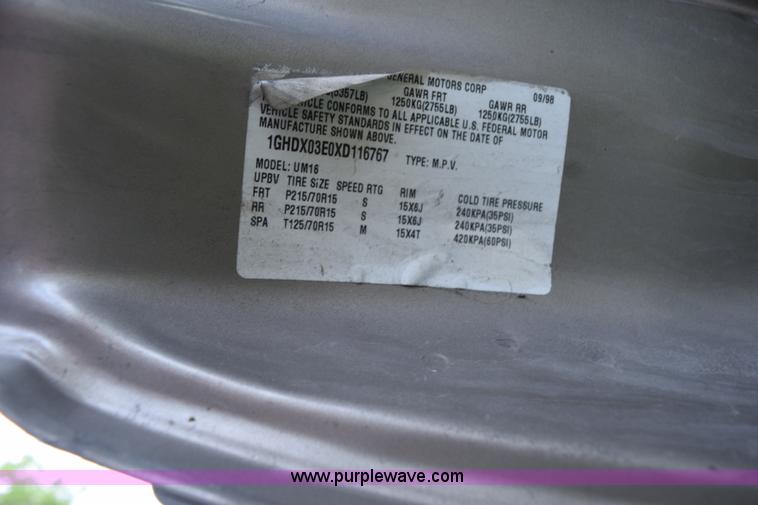 GENERAL MOTORS CORP 09/98
GAWR FRT GAWR RR
(5357LB) 1250KG(2755LB) 1250KG(2755LB)
VEHICLE CONFORMS TO ALL APPLICABLE U.S. FEDERAL MOTOR
VEHICLE SAFETY STANDARDS IN EFFECT ON THE DATE OF
MANUFACTURE SHOWN ABOVE.
1GHDX03E0XD116767 TYPE: M.P.V.
MODEL: UM16
UPBV TIRE SIZE SPEED RTG RIM COLD TIRE PRESSURE
FRT P215/70R15 S 15X6J 240KPA(35PSI)
RR P215/70R15 S 15X6J 240KPA(35PSI)
SPA T125/70R15 M 15X4T 420KPA(60PSI)
www.purplewave.com